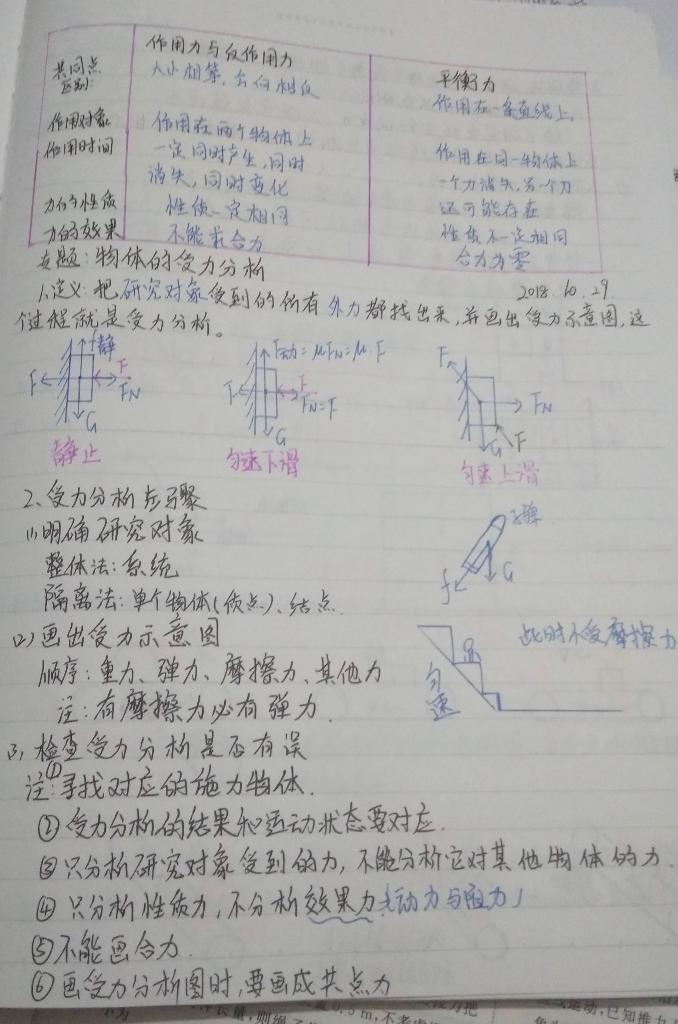 作用力与反作用力
平衡力
共同点
大小相等,方向相反
作用在一条直线上,
区别:
作用对象
作用在两个物体上
作用在同一物体上
作用时间
一定同时产生,同时
消失,同时变化
一个力消失,另一个力
还可能存在
力的性质
性质一定相同
性质不一定相同
力的效果
不能求合力
合力为零
专题:物体的受力分析
2018.10.29
1.定义:把研究对象受到的所有外力都找出来,并画出受力示意图,这
个过程就是受力分析。
f静
F
F
FN
G
静止
F动=μFN=μ·F
F
F
FN=F
G
匀速下滑
F
FN
G
F
匀速上滑
2、受力分析步骤
(1)明确研究对象
整体法:系统
隔离法:单个物体(质点)、结点.
F弹
f
G
(2)画出受力示意图
顺序:重力、弹力、摩擦力、其他力
注:有摩擦力必有弹力.
此时不受摩擦力
匀速
(3)检查受力分析是否有误
注:①寻找对应的施力物体.
②受力分析的结果和运动状态要对应.
③只分析研究对象受到的力,不能分析它对其他物体的力.
④只分析性质力,不分析效果力(动力与阻力)
⑤不能画合力.
⑥画受力分析图时,要画成共点力